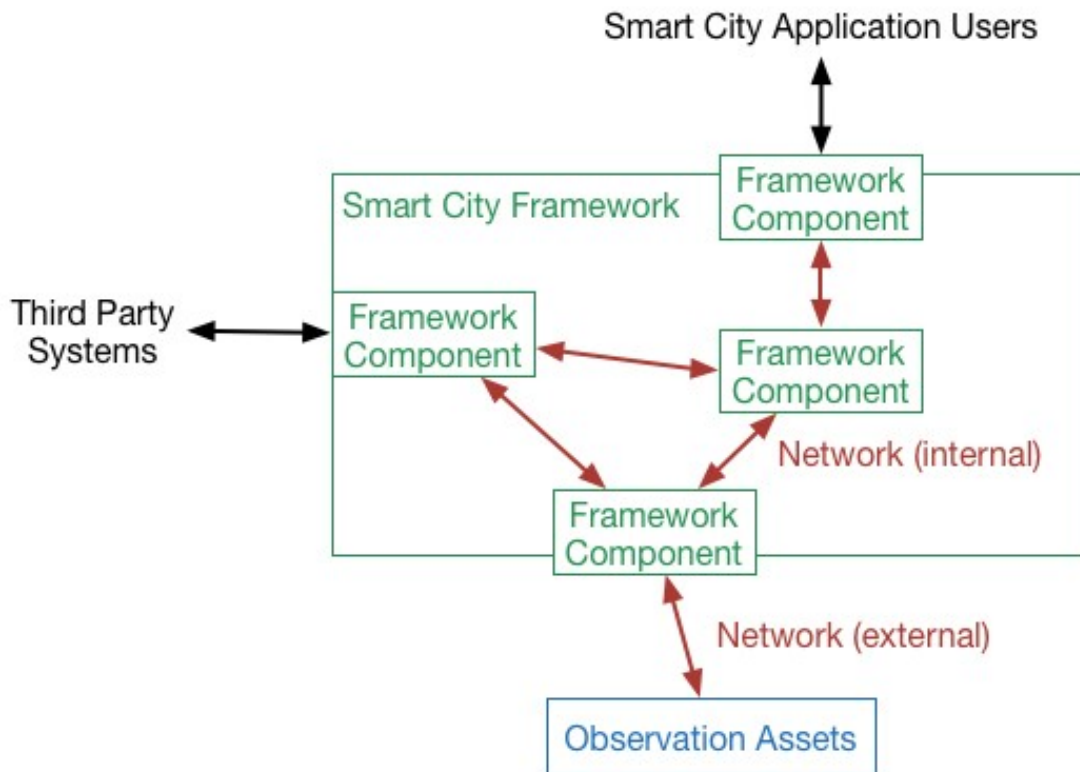 Smart City Application Users
Framework
Component
Smart City Framework
Third Party
Systems
Framework
Component
Framework
Component
Network (internal)
Framework
Component
Network (external)
Observation Assets